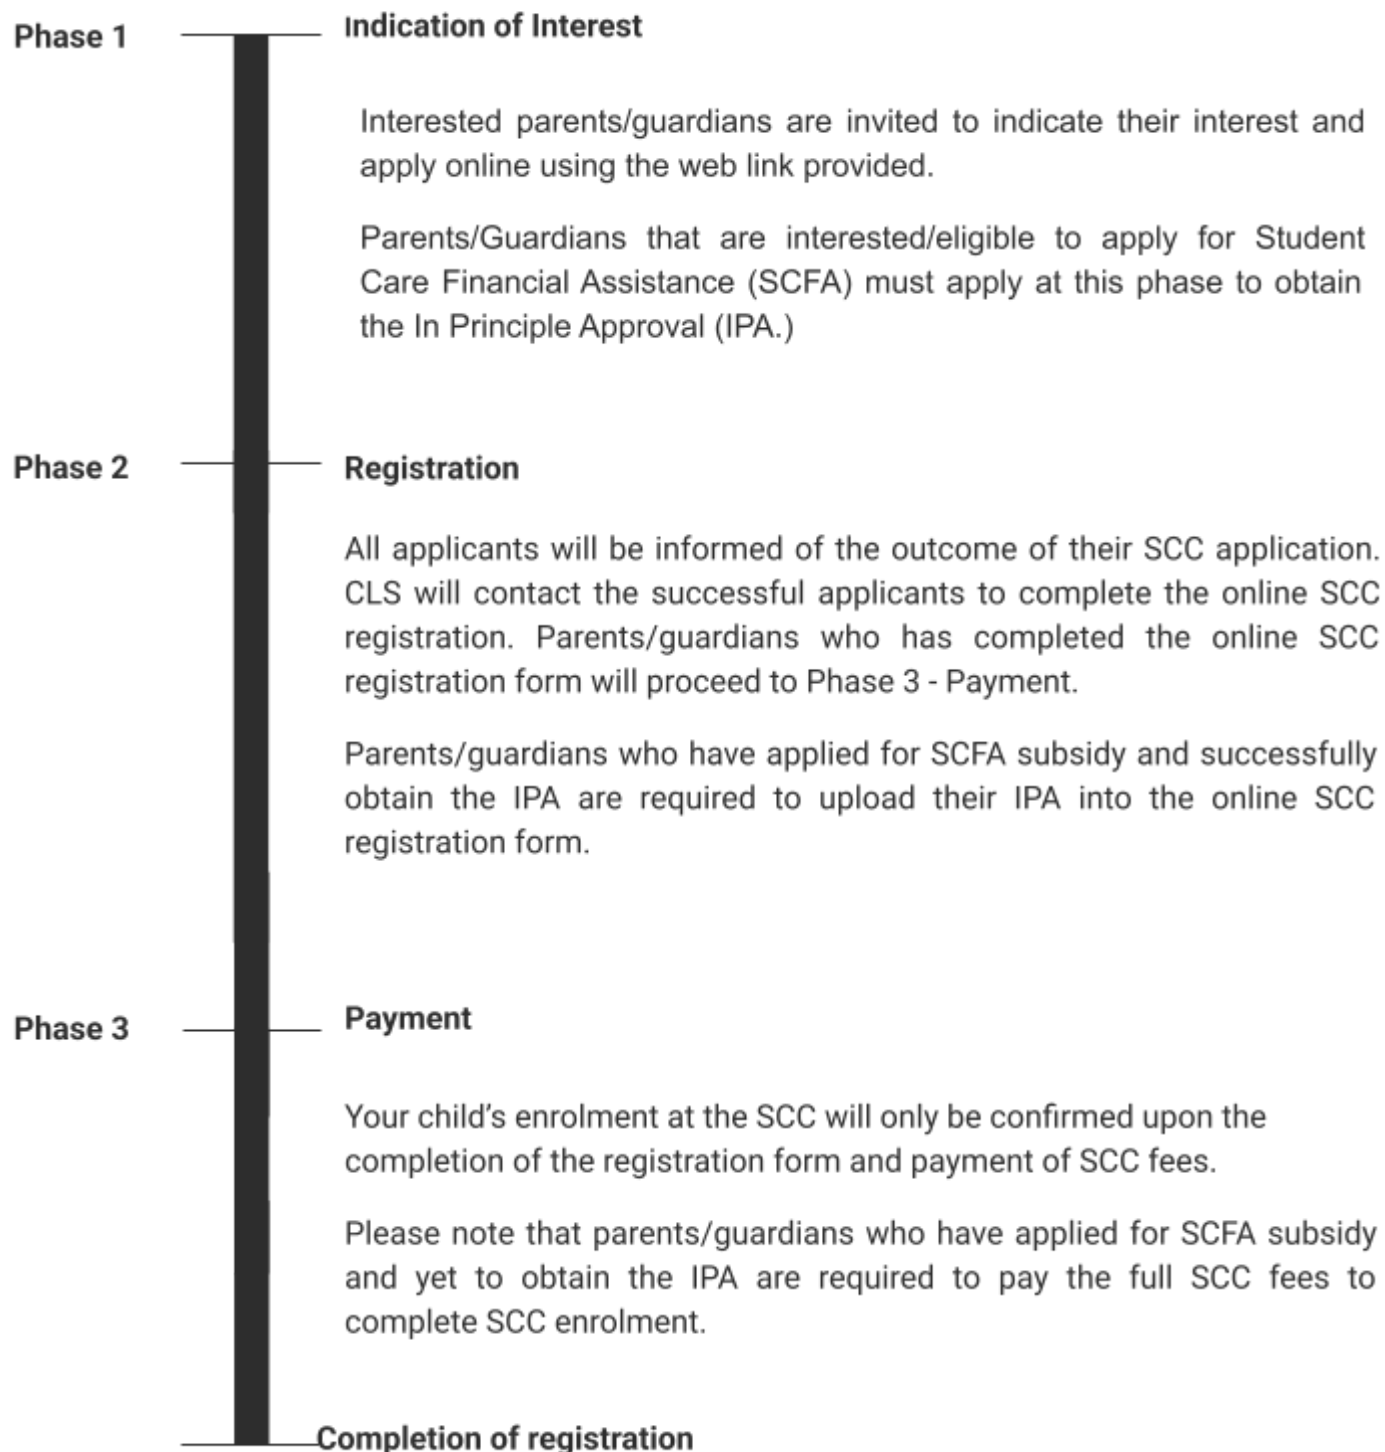 Phase 1
Indication of Interest
Interested parents/guardians are invited to indicate their interest and
apply online using the web link provided.
Parents/Guardians that are interested/eligible to apply for Student
Care Financial Assistance (SCFA) must apply at this phase to obtain
the In Principle Approval (IPA.)
Phase 2
Registration
All applicants will be informed of the outcome of their SCC application.
CLS will contact the successful applicants to complete the online SCC
registration. Parents/guardians who has completed the online SCC
registration form will proceed to Phase 3 - Payment.
Parents/guardians who have applied for SCFA subsidy and successfully
obtain the IPA are required to upload their IPA into the online SCC
registration form.
Phase 3
Payment
Your child’s enrolment at the SCC will only be confirmed upon the
completion of the registration form and payment of SCC fees.
Please note that parents/guardians who have applied for SCFA subsidy
and yet to obtain the IPA are required to pay the full SCC fees to
complete SCC enrolment.
Completion of registration